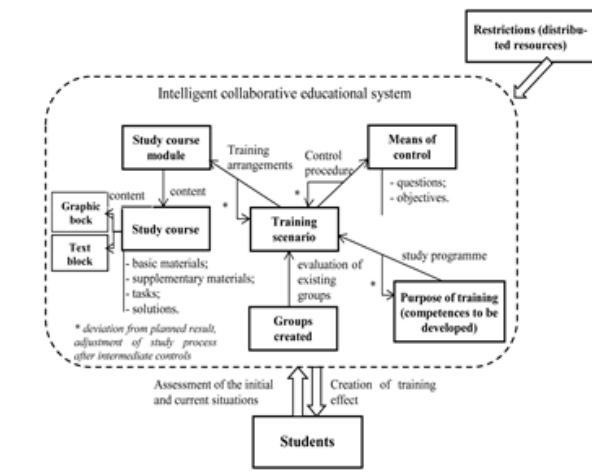 Restrictions (distribu-
ted resources)
Intelligent collaborative educational system
Study course
module
Training
arrangements
Control
procedure
Means of
control
*
*
- questions;
- objectives.
content
content
Graphic
bock
Text
block
Study course
Training
scenario
- basic materials;
- supplementary materials;
- tasks;
- solutions.
evaluation of
existing
groups
study programme
*
Purpose of training
(competences to be
developed)
Groups
created
* deviation from planned result,
adjustment of study process
after intermediate controls
Assessment of the initial
and current situations
Creation of training
effect
Students